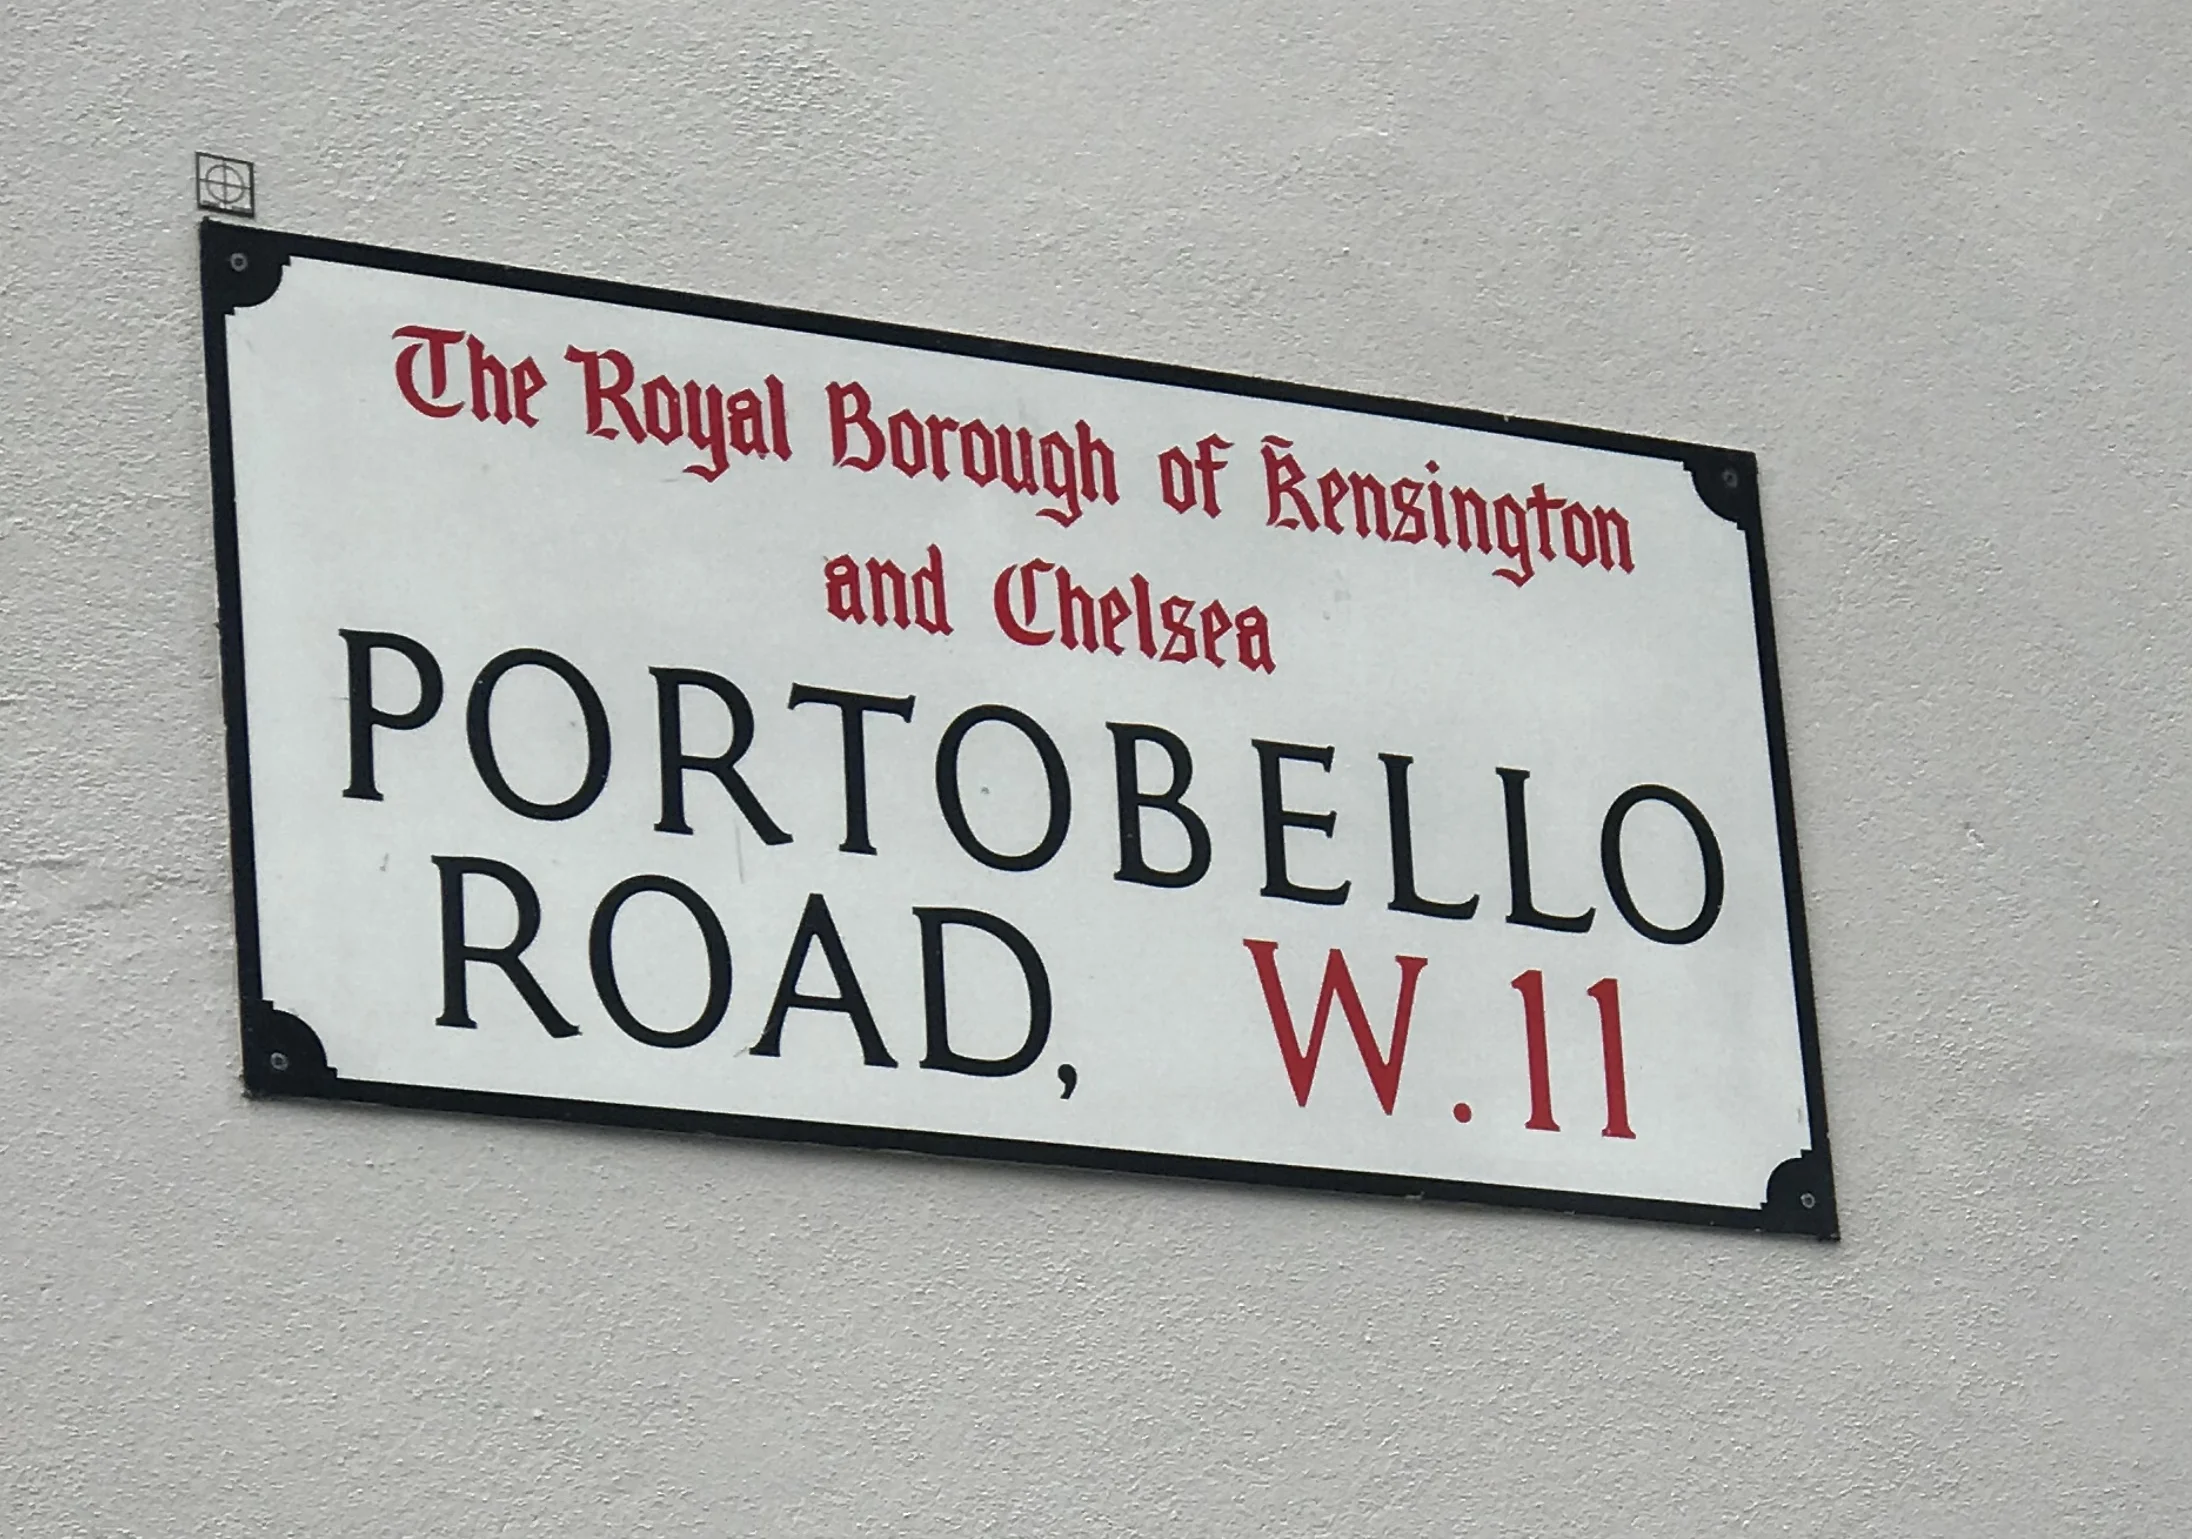 The Royal Borough of Kensington
and Chelsea
PORTOBELLO
ROAD, W.11